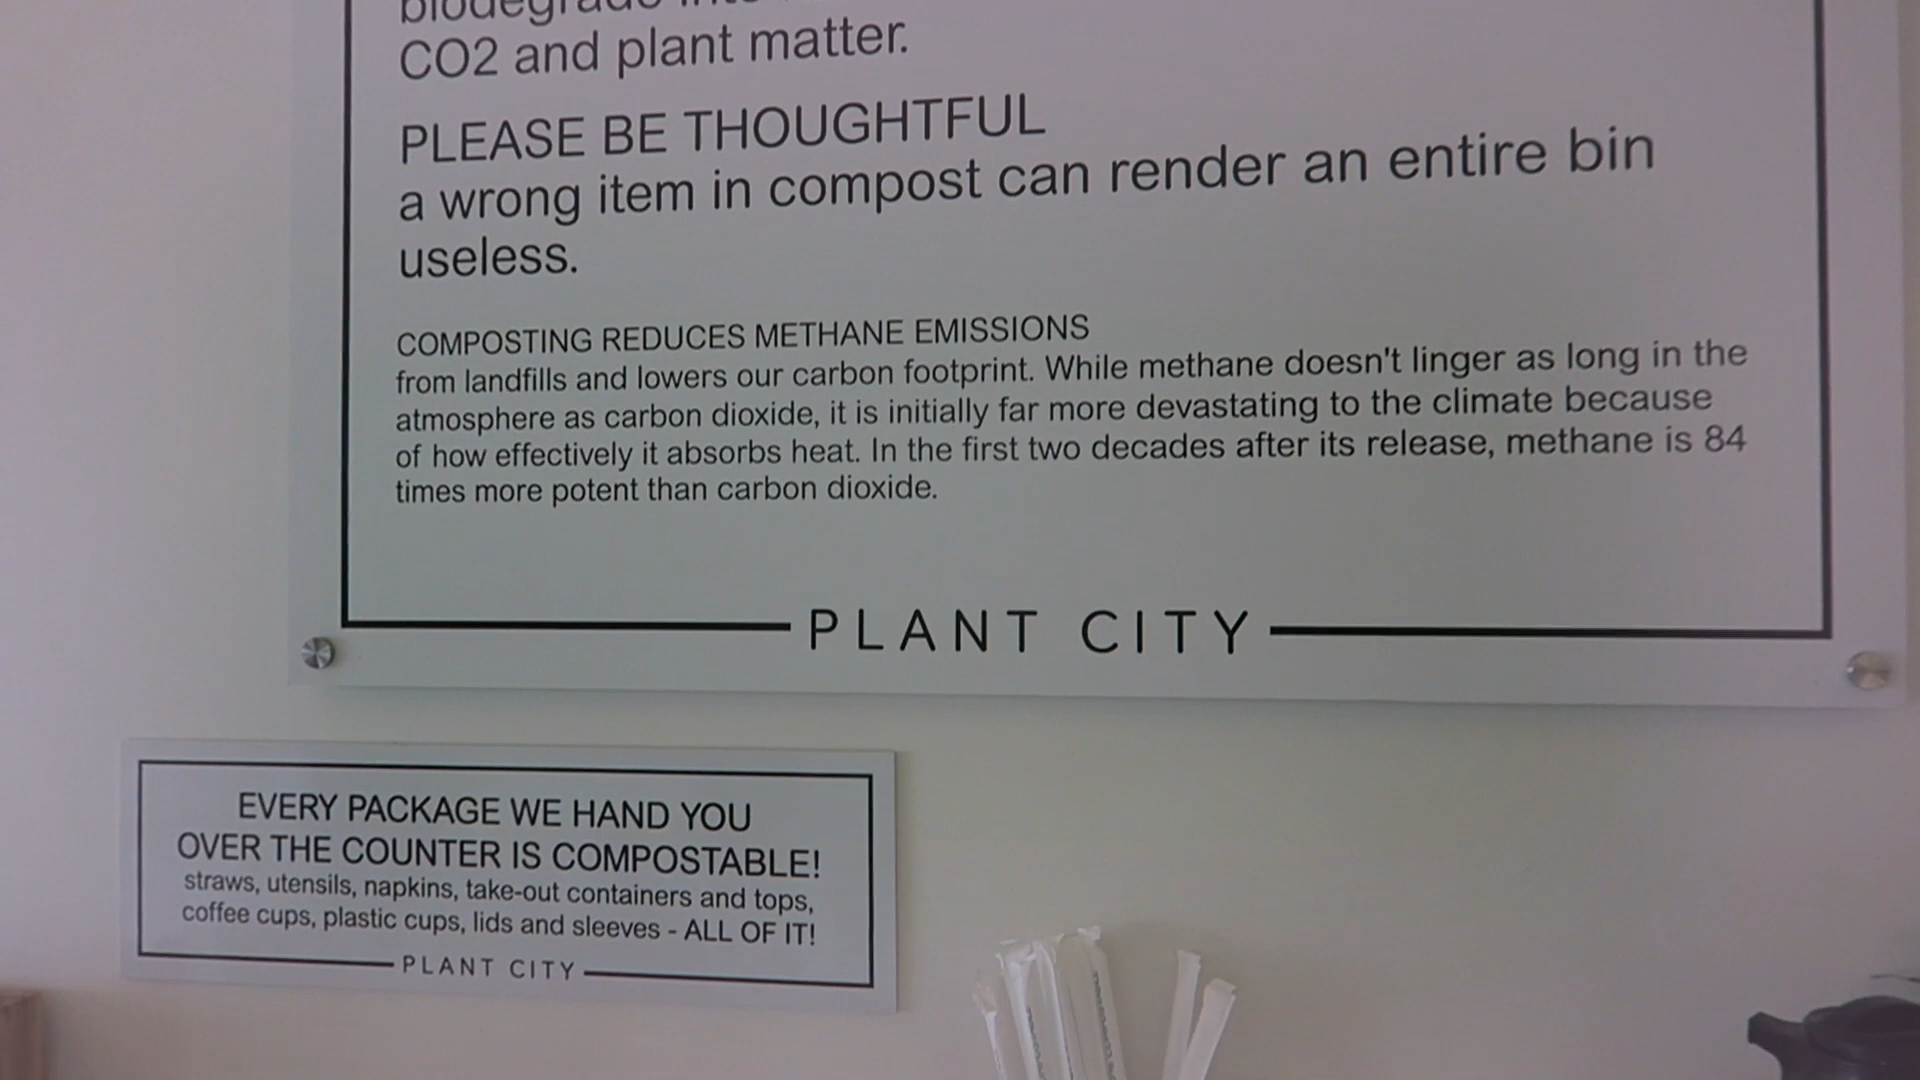 CO2 and plant matter.
PLEASE BE THOUGHTFUL
a wrong item in compost can render an entire bin
useless.
COMPOSTING REDUCES METHANE EMISSIONS
from landfills and lowers our carbon footprint. While methane doesn't linger as long in the
atmosphere as carbon dioxide, it is initially far more devastating to the climate because
of how effectively it absorbs heat. In the first two decades after its release, methane is 84
times more potent than carbon dioxide.
PLANT CITY
EVERY PACKAGE WE HAND YOU
OVER THE COUNTER IS COMPOSTABLE!
straws, utensils, napkins, take-out containers and tops,
coffee cups, plastic cups, lids and sleeves - ALL OF IT!
PLANT CITY